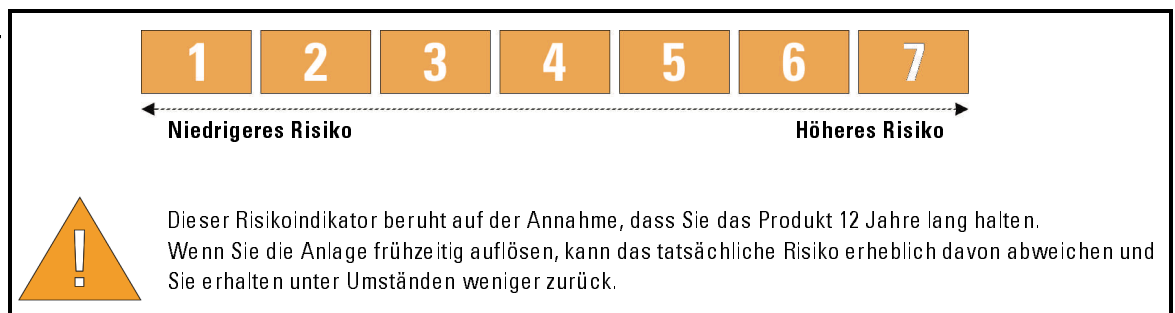 1 2 3 4 5 6 7
Niedrigeres Risiko Höheres Risiko
!
Dieser Risikoindikator beruht auf der Annahme, dass Sie das Produkt 12 Jahre lang halten.
Wenn Sie die Anlage frühzeitig auflösen, kann das tatsächliche Risiko erheblich davon abweichen und
Sie erhalten unter Umständen weniger zurück.